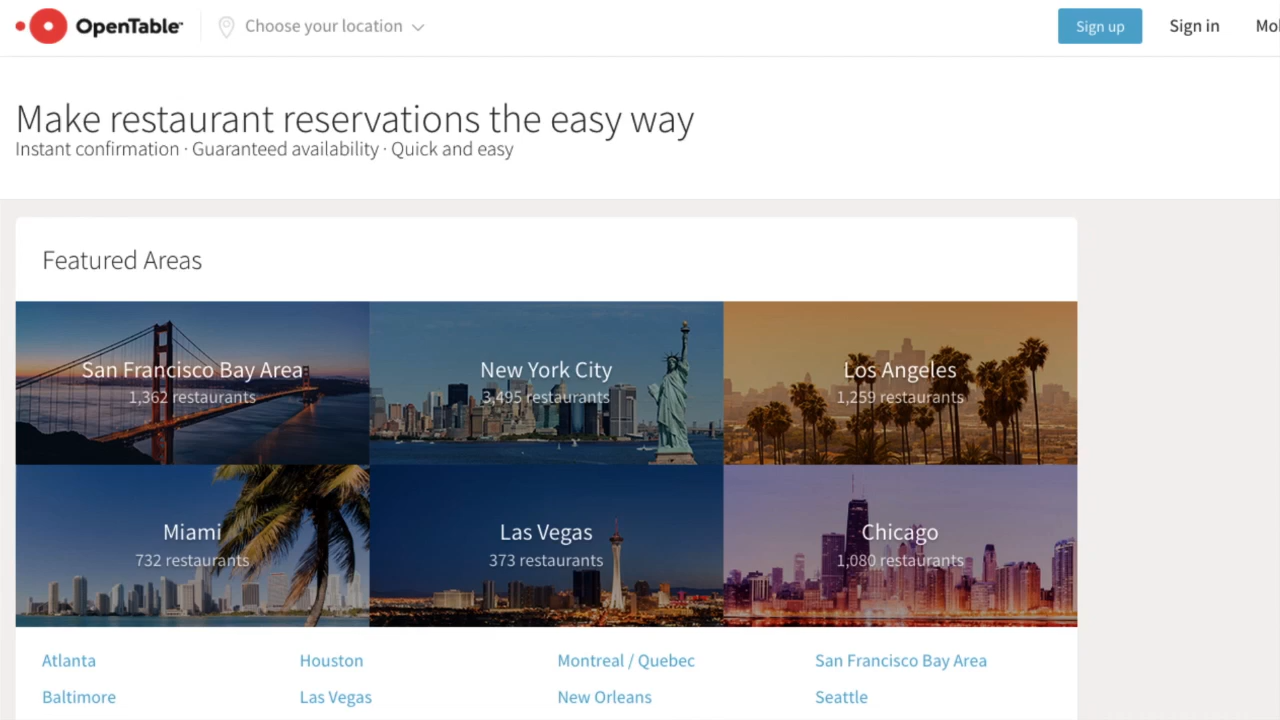 OpenTable™ Choose your location Sign up Sign in
Make restaurant reservations the easy way
Instant confirmation · Guaranteed availability · Quick and easy
Featured Areas
San Francisco Bay Area
1,362 restaurants
New York City
3,495 restaurants
Los Angeles
1,259 restaurants
Miami
732 restaurants
Las Vegas
373 restaurants
Chicago
1,080 restaurants
Atlanta Houston Montreal / Quebec San Francisco Bay Area
Baltimore Las Vegas New Orleans Seattle